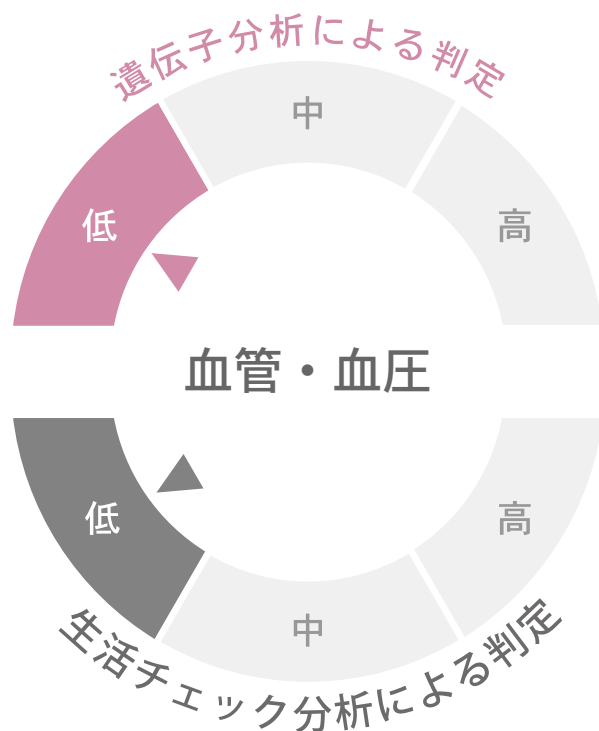 遺伝子分析による判定
低
中
高
血管・血圧
低
中
高
生活チェック分析による判定